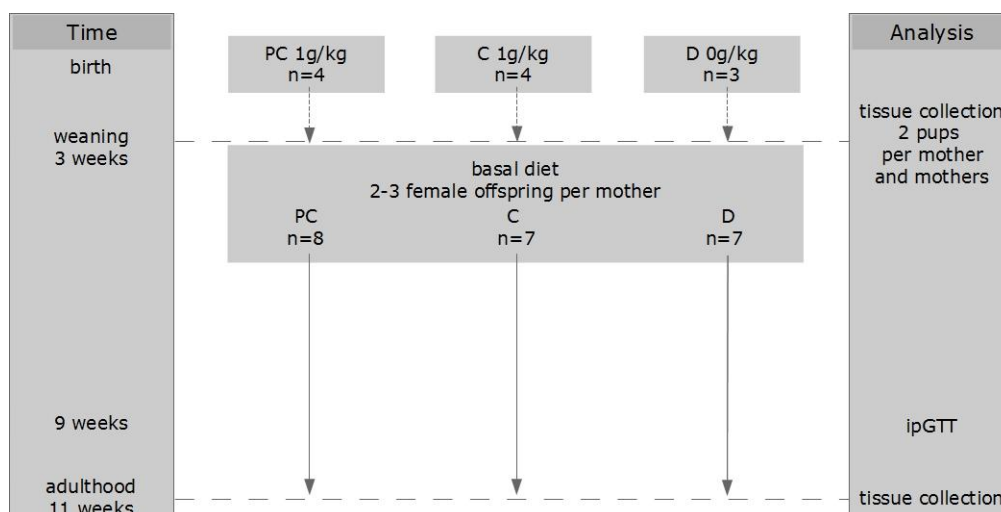 Time
birth
weaning
3 weeks
9 weeks
adulthood
11 weeks
PC 1g/kg
n=4
C 1g/kg
n=4
D 0g/kg
n=3
basal diet
2-3 female offspring per mother
PC
n=8
C
n=7
D
n=7
Analysis
tissue collection
2 pups
per mother
and mothers
ipGTT
tissue collection